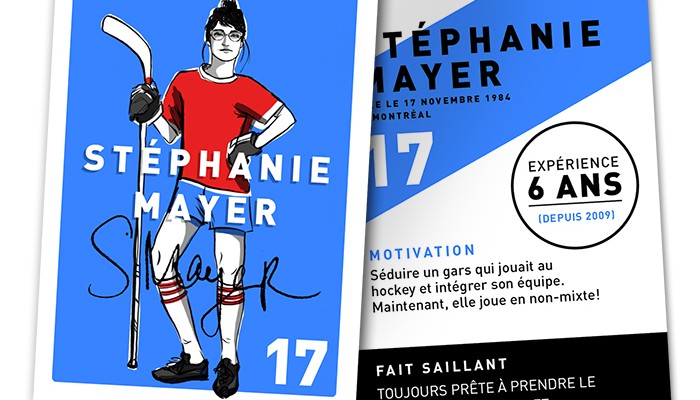 STÉPHANIE
MAYER
S Mayer
17
STÉPHANIE
MAYER
LE 17 NOVEMBRE 1984
MONTRÉAL
17
EXPÉRIENCE
6 ANS
(DEPUIS 2009)
MOTIVATION
Séduire un gars qui jouait au
hockey et intégrer son équipe.
Maintenant, elle joue en non-mixte!
FAIT SAILLANT
TOUJOURS PRÊTE À PRENDRE LE